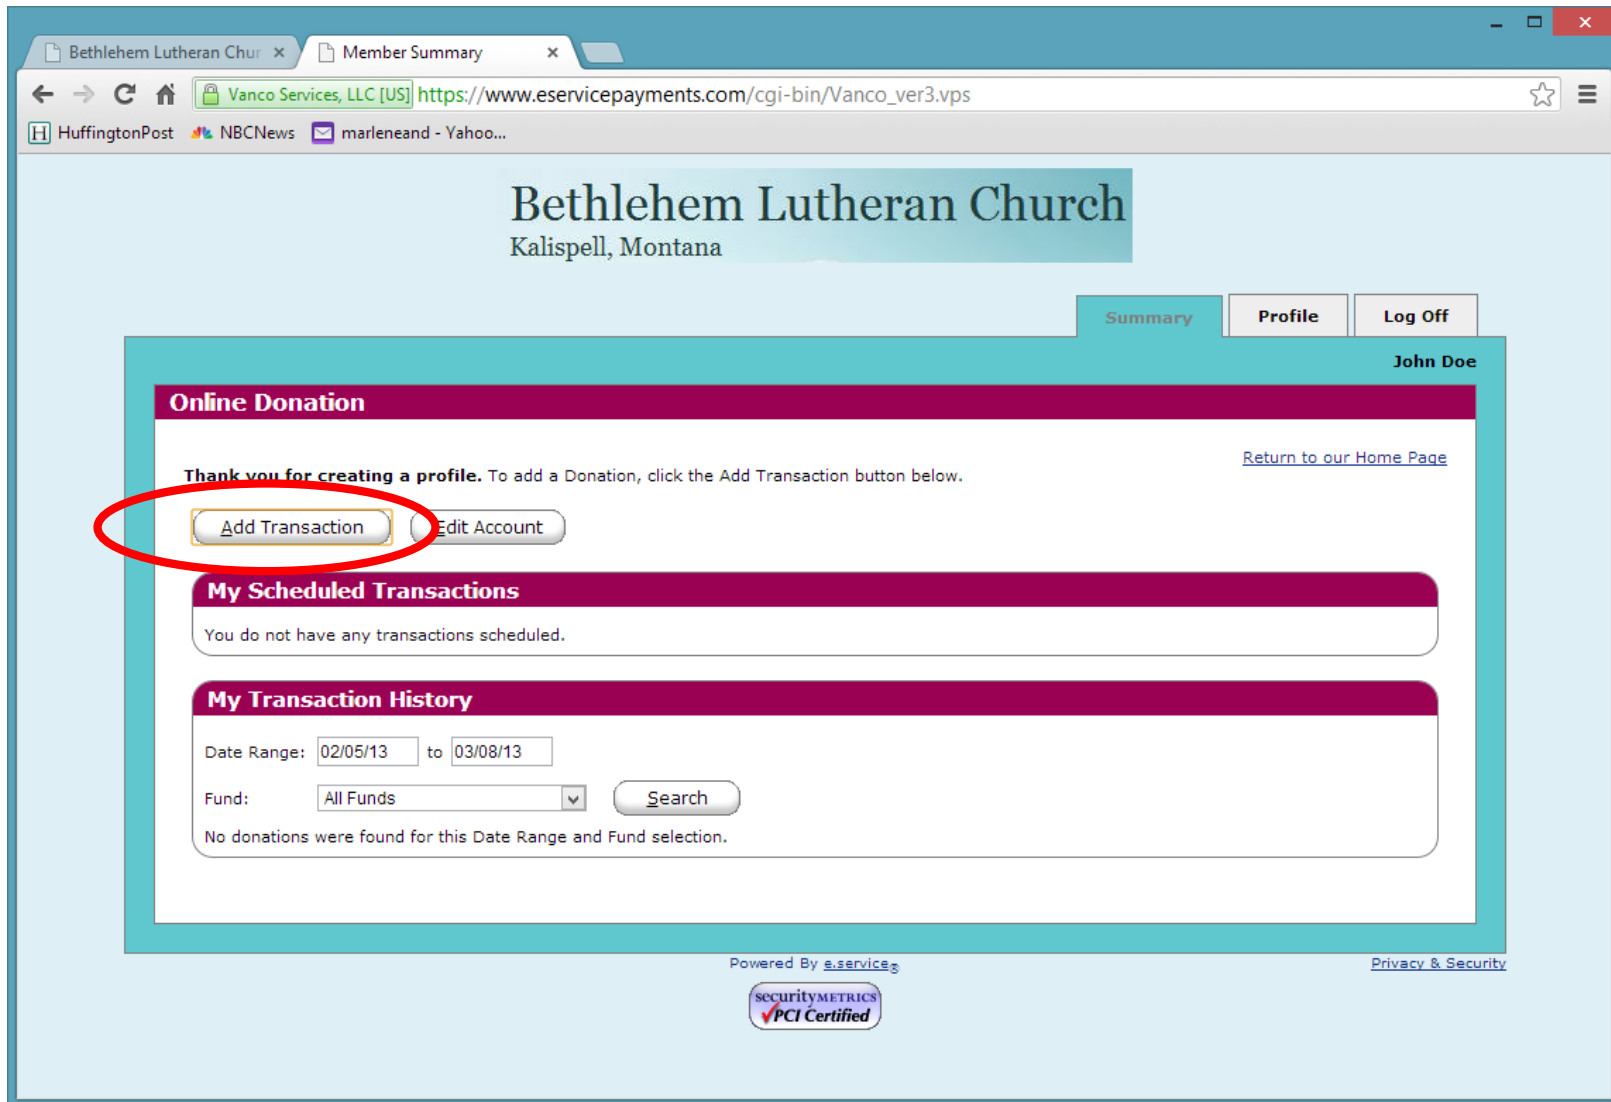 Bethlehem Lutheran Chur
Member Summary
Vanco Services, LLC [US] https://www.eservicepayments.com/cgi-bin/Vanco_ver3.vps
H HuffingtonPost NBCNews marleneand - Yahoo...
Bethlehem Lutheran Church
Kalispell, Montana
Summary Profile Log Off
John Doe
Online Donation
Return to our Home Page
Thank you for creating a profile. To add a Donation, click the Add Transaction button below.
Add Transaction Edit Account
My Scheduled Transactions
You do not have any transactions scheduled.
My Transaction History
Date Range: 02/05/13 to 03/08/13
Fund: All Funds Search
No donations were found for this Date Range and Fund selection.
Powered By e.service® Privacy & Security
securityMETRICS
PCI Certified